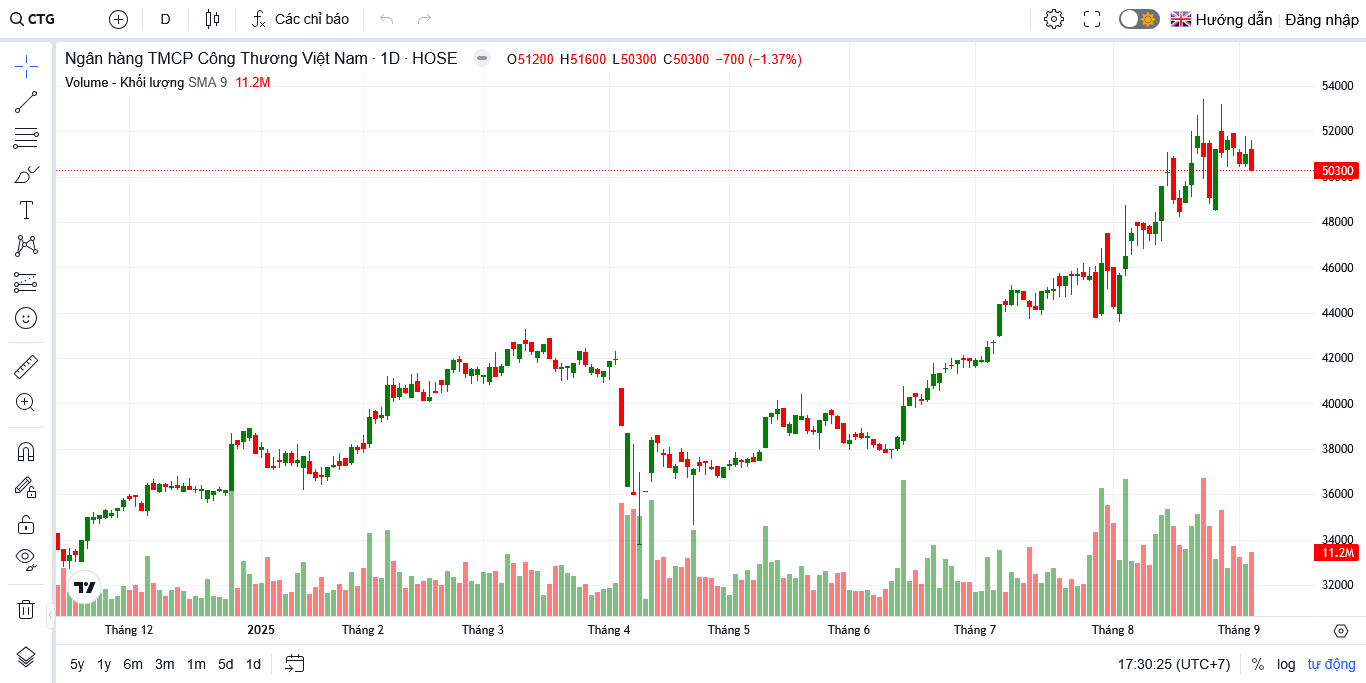 CTG D Các chỉ báo Hướng dẫn Đăng nhập
Ngân hàng TMCP Công Thương Việt Nam · 1D · HOSE O51200 H51600 L50300 C50300 −700 (−1.37%)
Volume - Khối lượng SMA 9 11.2M
54000
52000
50300
48000
46000
44000
42000
40000
38000
36000
34000
11.2M
32000
Tháng 12 2025 Tháng 2 Tháng 3 Tháng 4 Tháng 5 Tháng 6 Tháng 7 Tháng 8 Tháng 9
5y 1y 6m 3m 1m 5d 1d 17:30:25 (UTC+7) % log tự động